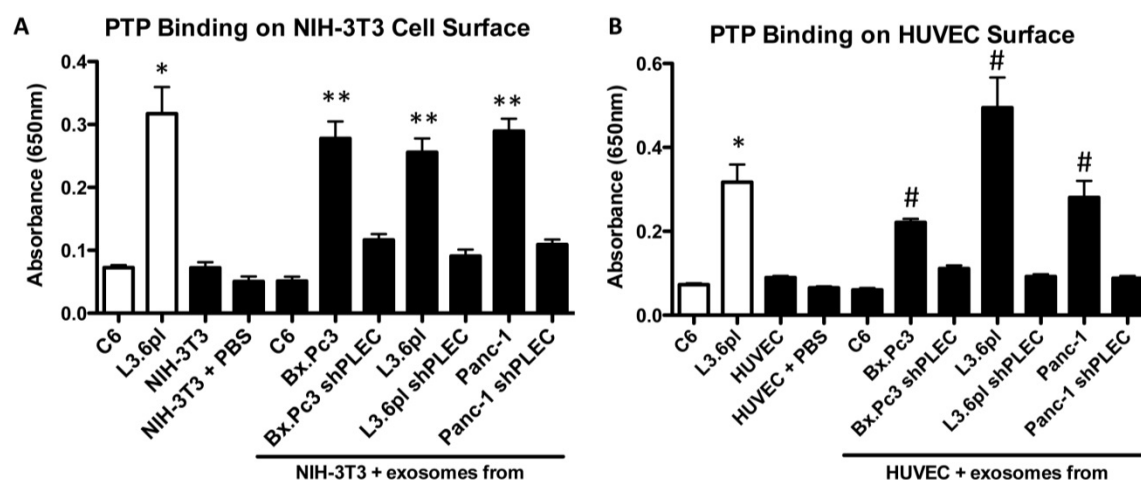 A
PTP Binding on NIH-3T3 Cell Surface
Absorbance (650nm)
0.4
0.3
0.2
0.1
0.0
*
**
**
**
C6
L3.6pl
NIH-3T3
NIH-3T3 + PBS
C6
Bx.Pc3
Bx.Pc3 shPLEC
L3.6pl
L3.6pl shPLEC
Panc-1
Panc-1 shPLEC
NIH-3T3 + exosomes from
B
PTP Binding on HUVEC Surface
Absorbance (650nm)
0.6
0.4
0.2
0.0
*
#
#
#
C6
L3.6pl
HUVEC
HUVEC + PBS
C6
Bx.Pc3
Bx.Pc3 shPLEC
L3.6pl
L3.6pl shPLEC
Panc-1
Panc-1 shPLEC
HUVEC + exosomes from